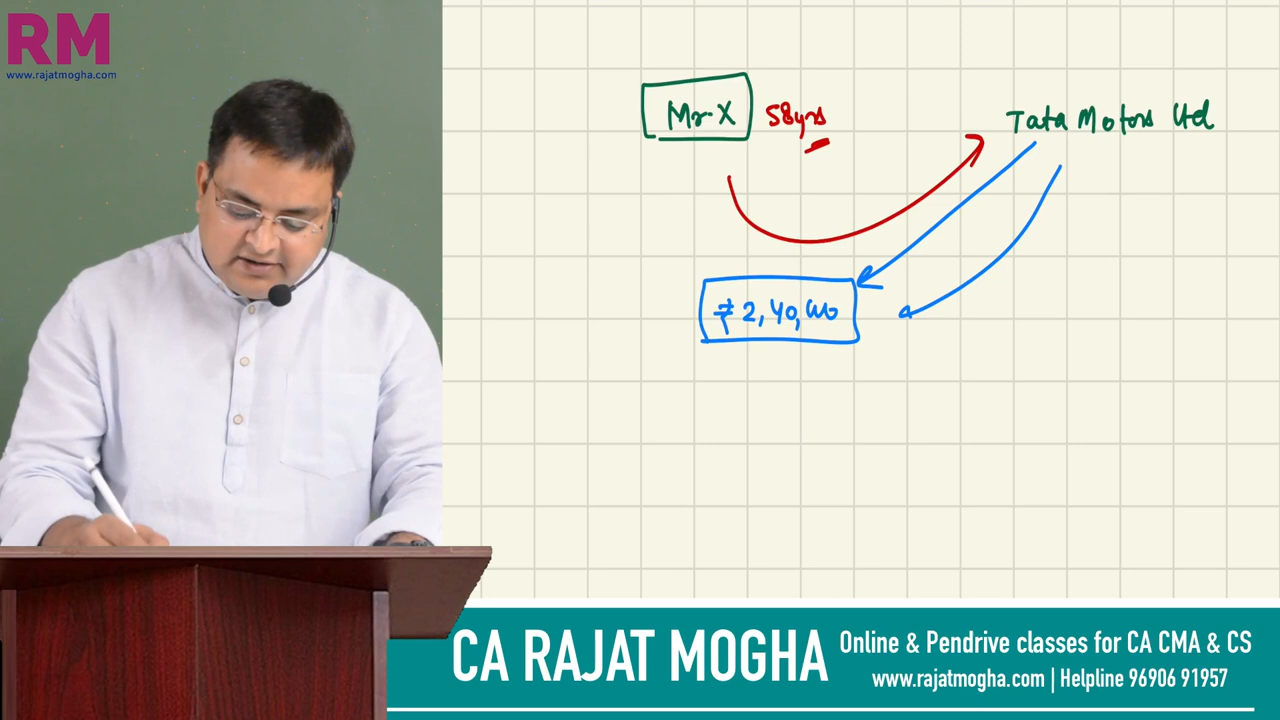 RM
www.rajatmogha.com
Mr-X 58yrs
Tata Motors Ltd
₹ 2,40,000
CA RAJAT MOGHA
Online & Pendrive classes for CA CMA & CS
www.rajatmogha.com | Helpline 96906 91957